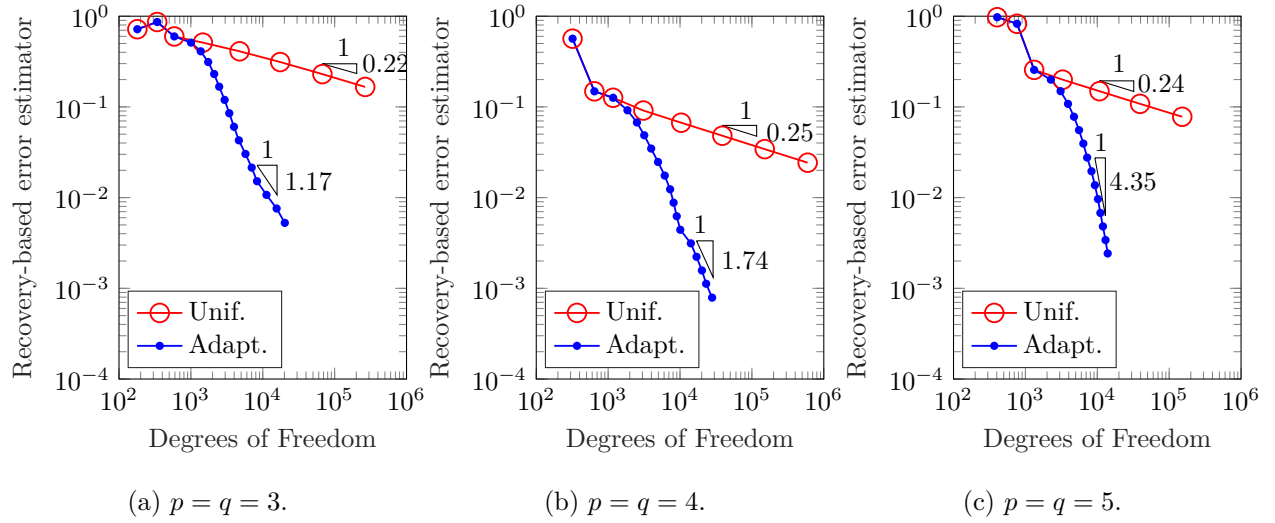 Recovery-based error estimator
10^0
10^{-1}
10^{-2}
10^{-3}
10^{-4}
1
0.22
1
1.17
Unif.
Adapt.
10^2 10^3 10^4 10^5 10^6
Degrees of Freedom
(a) p = q = 3.
Recovery-based error estimator
10^0
10^{-1}
10^{-2}
10^{-3}
10^{-4}
1
0.25
1
1.74
Unif.
Adapt.
10^2 10^3 10^4 10^5 10^6
Degrees of Freedom
(b) p = q = 4.
Recovery-based error estimator
10^0
10^{-1}
10^{-2}
10^{-3}
10^{-4}
1
0.24
1
4.35
Unif.
Adapt.
10^2 10^3 10^4 10^5 10^6
Degrees of Freedom
(c) p = q = 5.